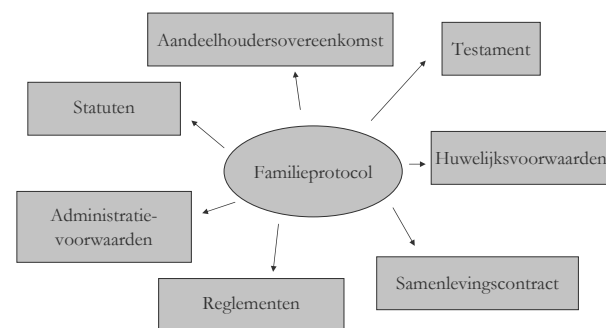 Aandeelhoudersovereenkomst
Testament
Statuten
Huwelijksvoorwaarden
Familieprotocol
Administratie-
voorwaarden
Samenlevingscontract
Reglementen